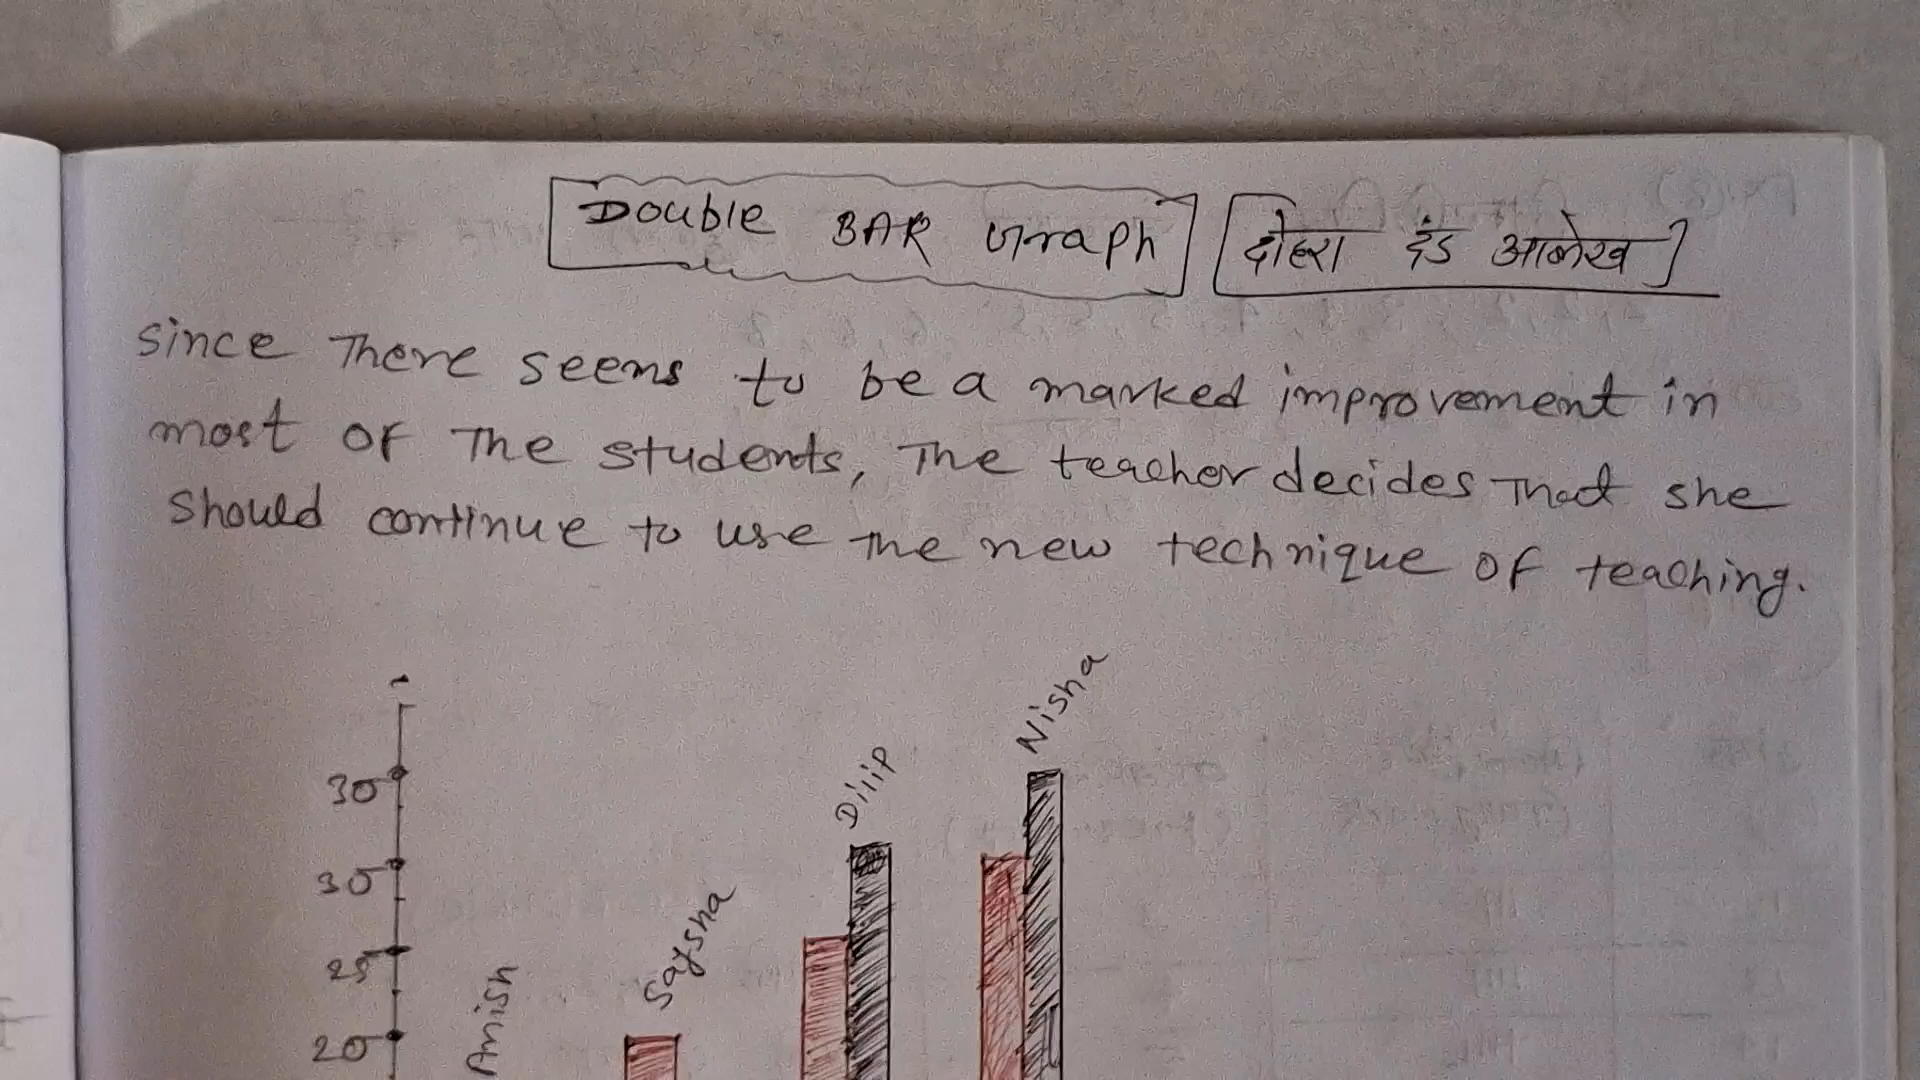 Double BAR Graph] [दोहरा दंड आलेख]
since There seems to be a marked improvement in
most of The students, The teacher decides That she
should continue to use the new technique of teaching.
Nisha
Dilip
30
30
Saysha
25
Amish
20